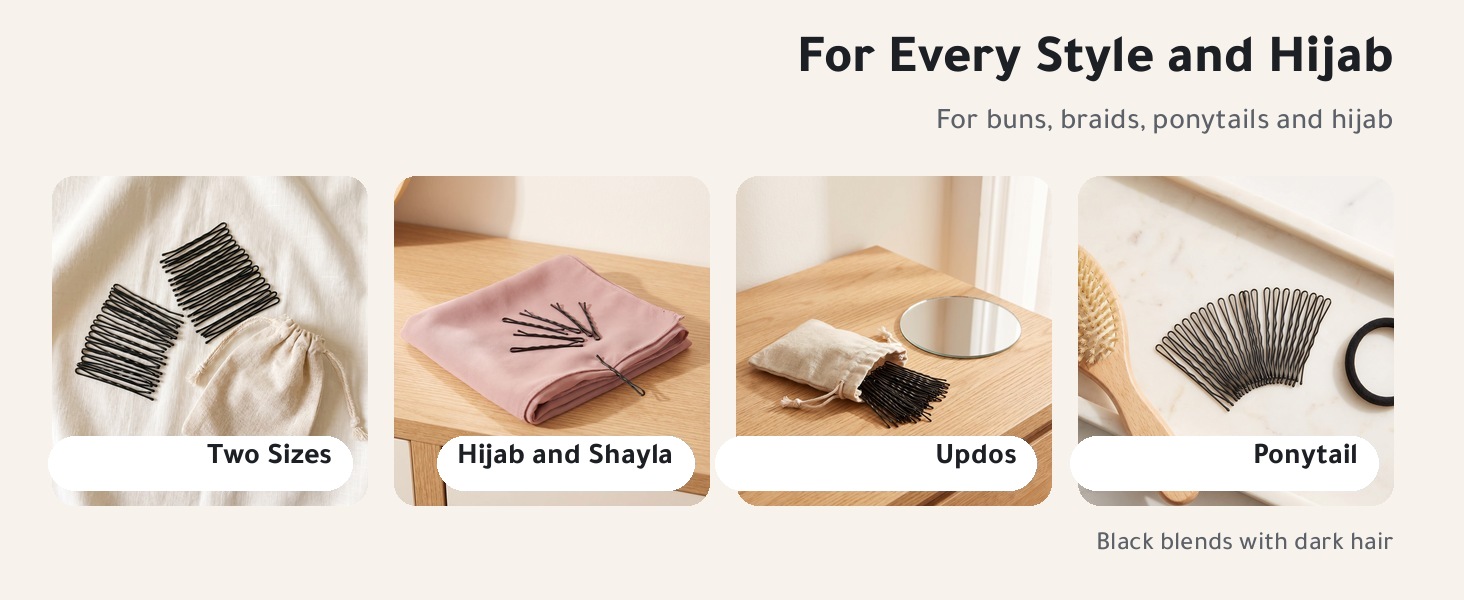 For Every Style and Hijab
For buns, braids, ponytails and hijab
Two Sizes
Hijab and Shayla
Updos
Ponytail
Black blends with dark hair